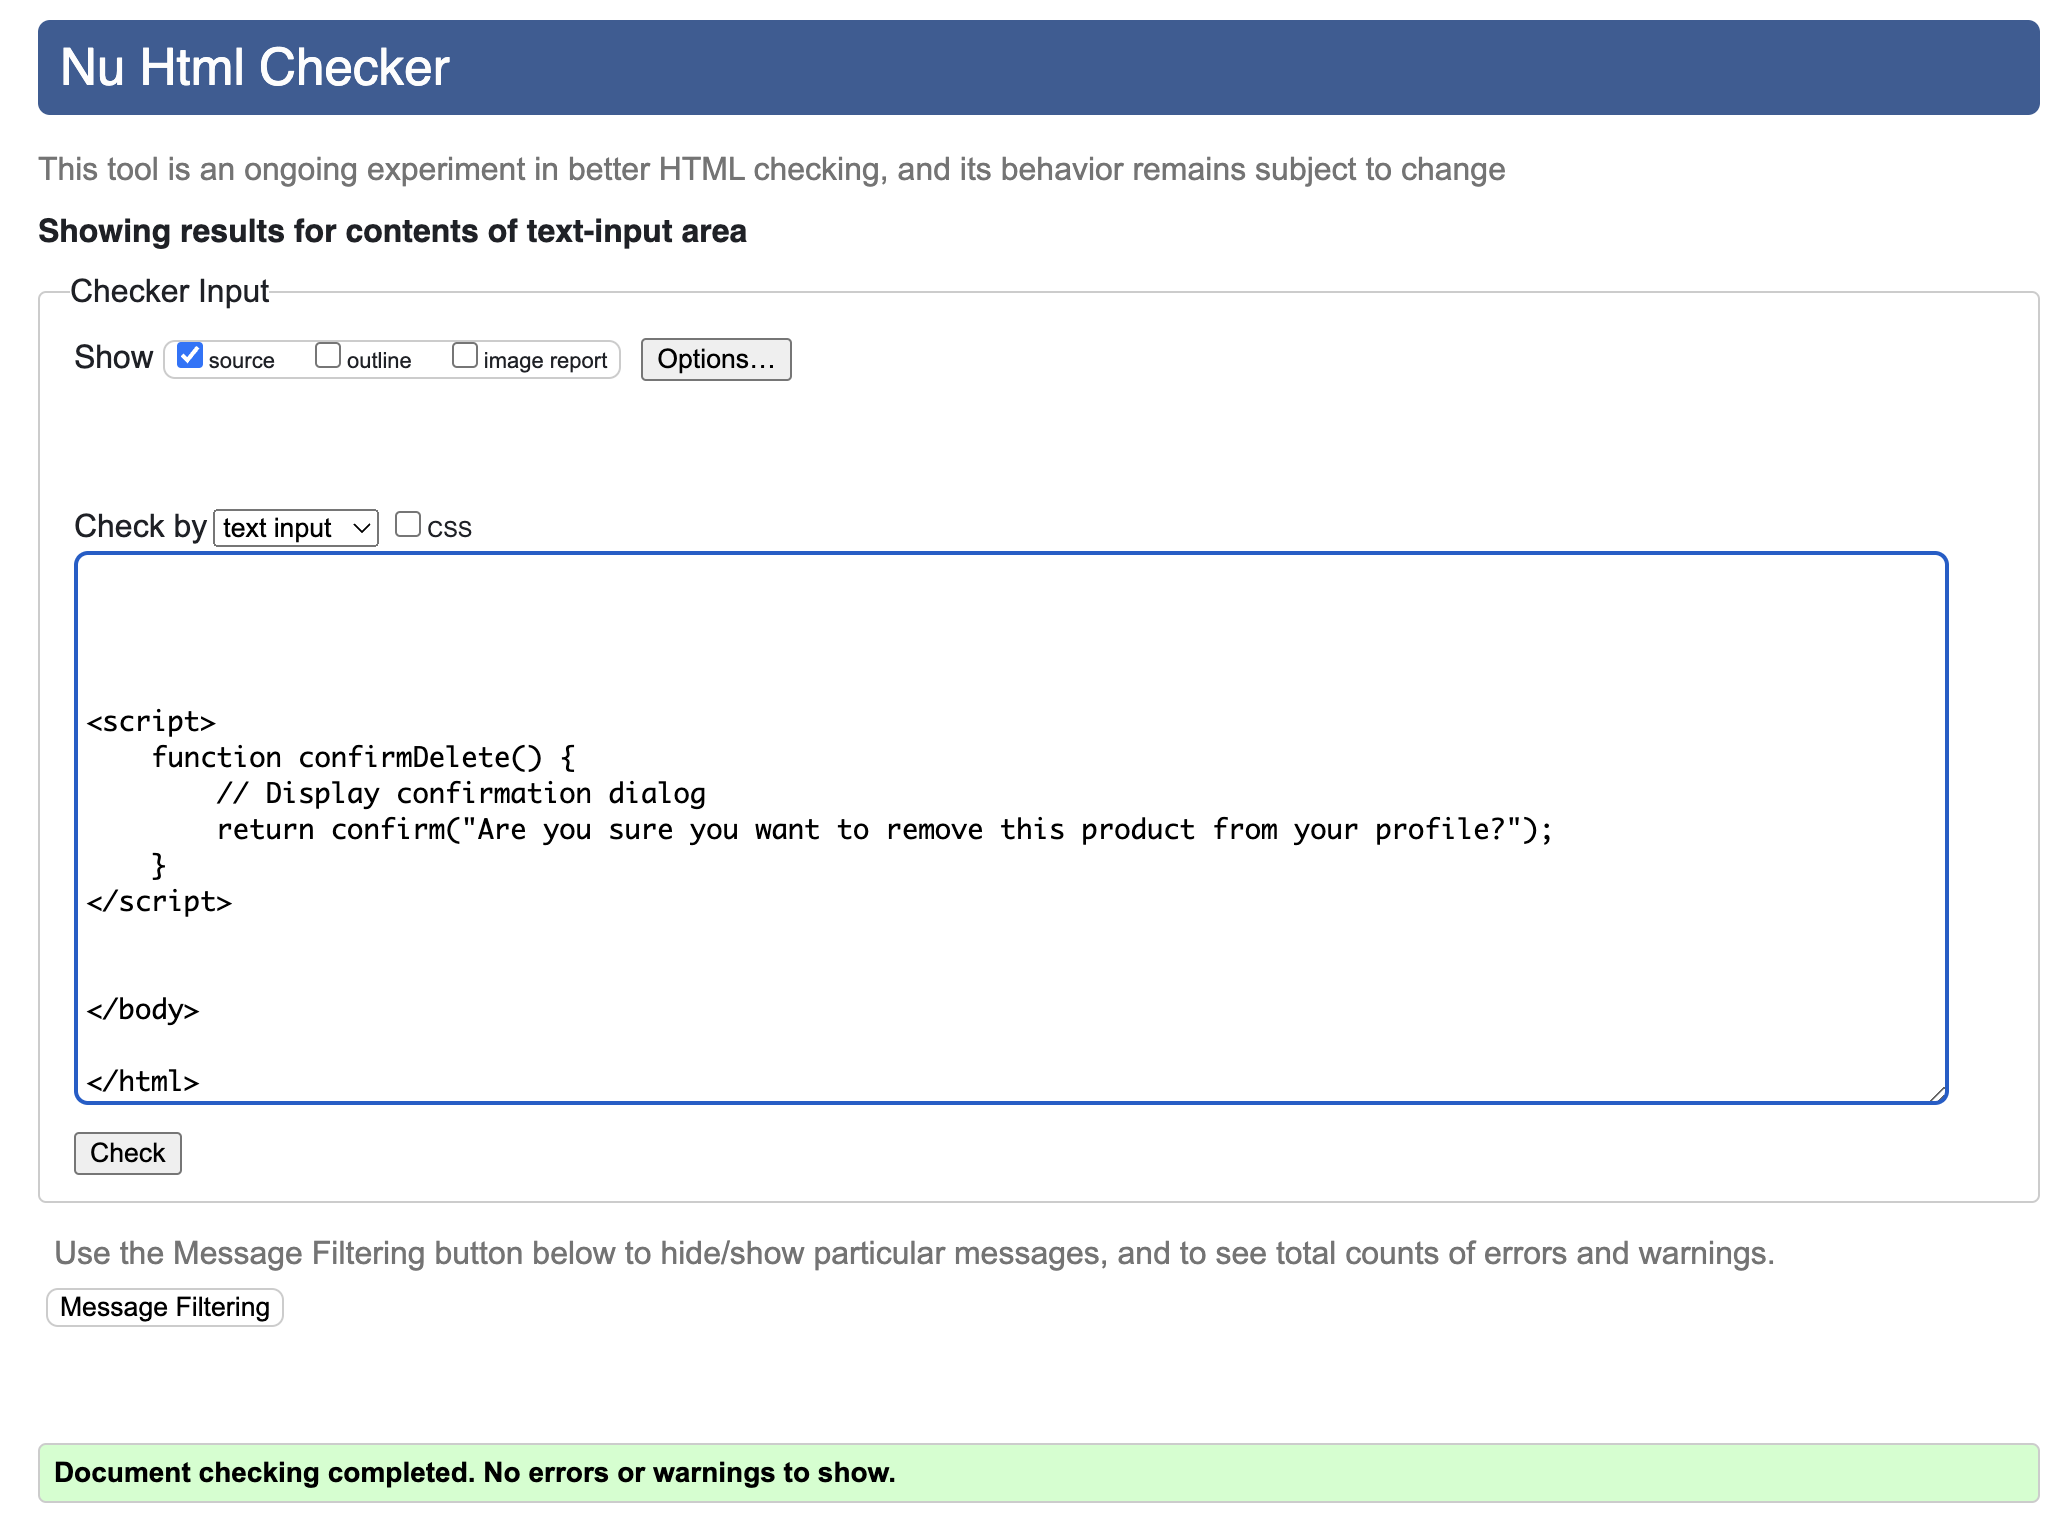 Nu Html Checker
This tool is an ongoing experiment in better HTML checking, and its behavior remains subject to change
Showing results for contents of text-input area
Checker Input
Show source outline image report Options...
Check by text input css
<script>
    function confirmDelete() {
        // Display confirmation dialog
        return confirm("Are you sure you want to remove this product from your profile?");
    }
</script>
</body>
</html>
Check
Use the Message Filtering button below to hide/show particular messages, and to see total counts of errors and warnings.
Message Filtering
Document checking completed. No errors or warnings to show.